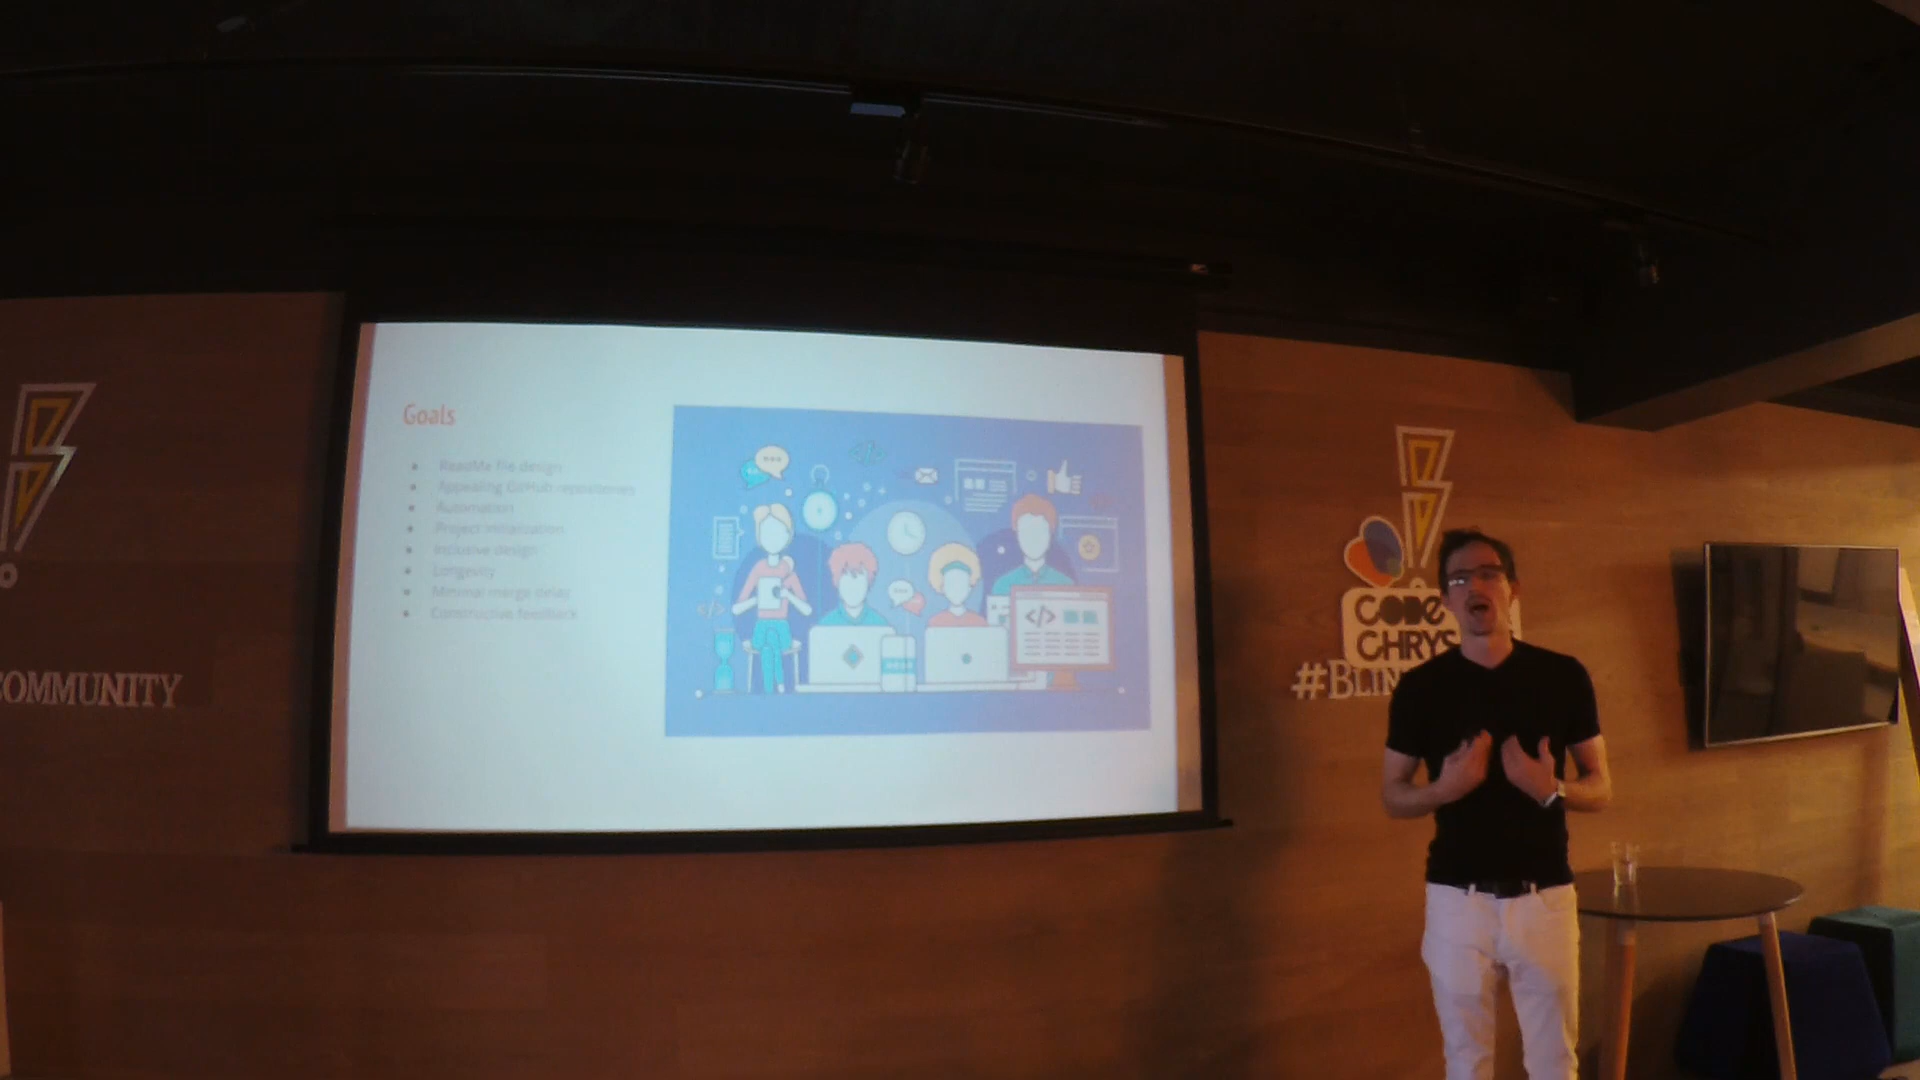 Goals
ReadMe file design
Appealing GitHub repositories
Automation
Project initialization
Inclusive design
Longevity
Minimal merge delay
Constructive feedback
</>
COMMUNITY
CODE
CHRYS
#BLIN